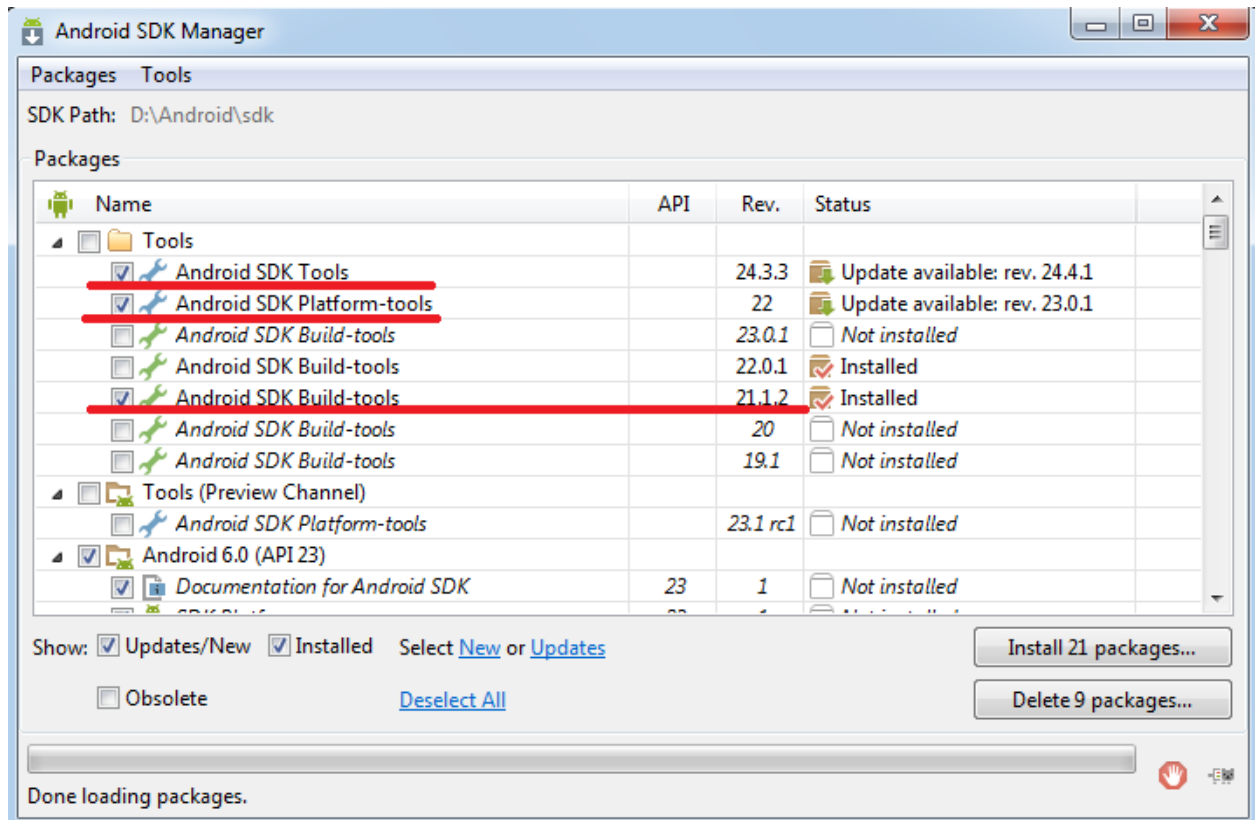 Android SDK Manager
Packages Tools
SDK Path: D:\Android\sdk
Packages
Name API Rev. Status
Tools
Android SDK Tools 24.3.3 Update available: rev. 24.4.1
Android SDK Platform-tools 22 Update available: rev. 23.0.1
Android SDK Build-tools 23.0.1 Not installed
Android SDK Build-tools 22.0.1 Installed
Android SDK Build-tools 21.1.2 Installed
Android SDK Build-tools 20 Not installed
Android SDK Build-tools 19.1 Not installed
Tools (Preview Channel)
Android SDK Platform-tools 23.1 rc1 Not installed
Android 6.0 (API 23)
Documentation for Android SDK 23 1 Not installed
Show: Updates/New Installed Select New or Updates Install 21 packages...
Obsolete Deselect All Delete 9 packages...
Done loading packages.